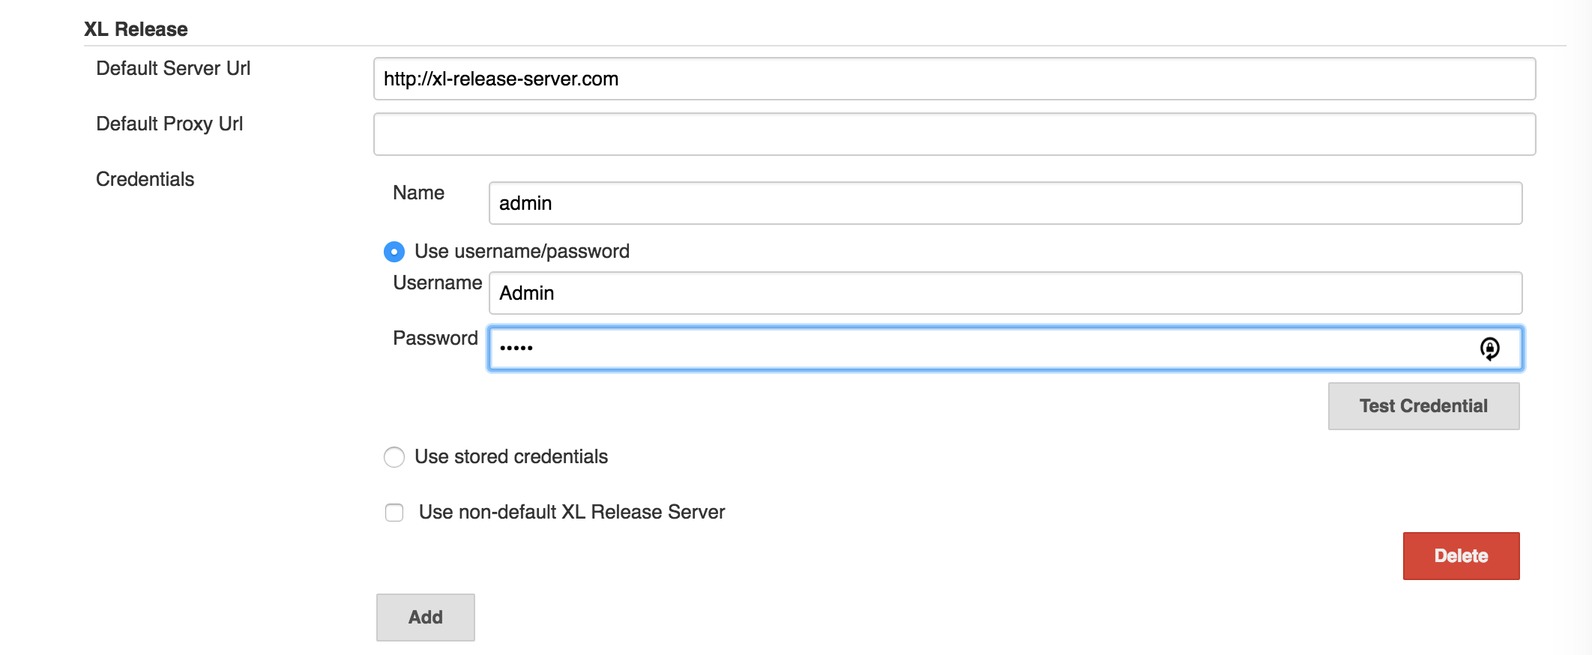 XL Release
Default Server Url
http://xl-release-server.com
Default Proxy Url
Credentials
Name
admin
Use username/password
Username
Admin
Password
•••••
Test Credential
Use stored credentials
Use non-default XL Release Server
Delete
Add